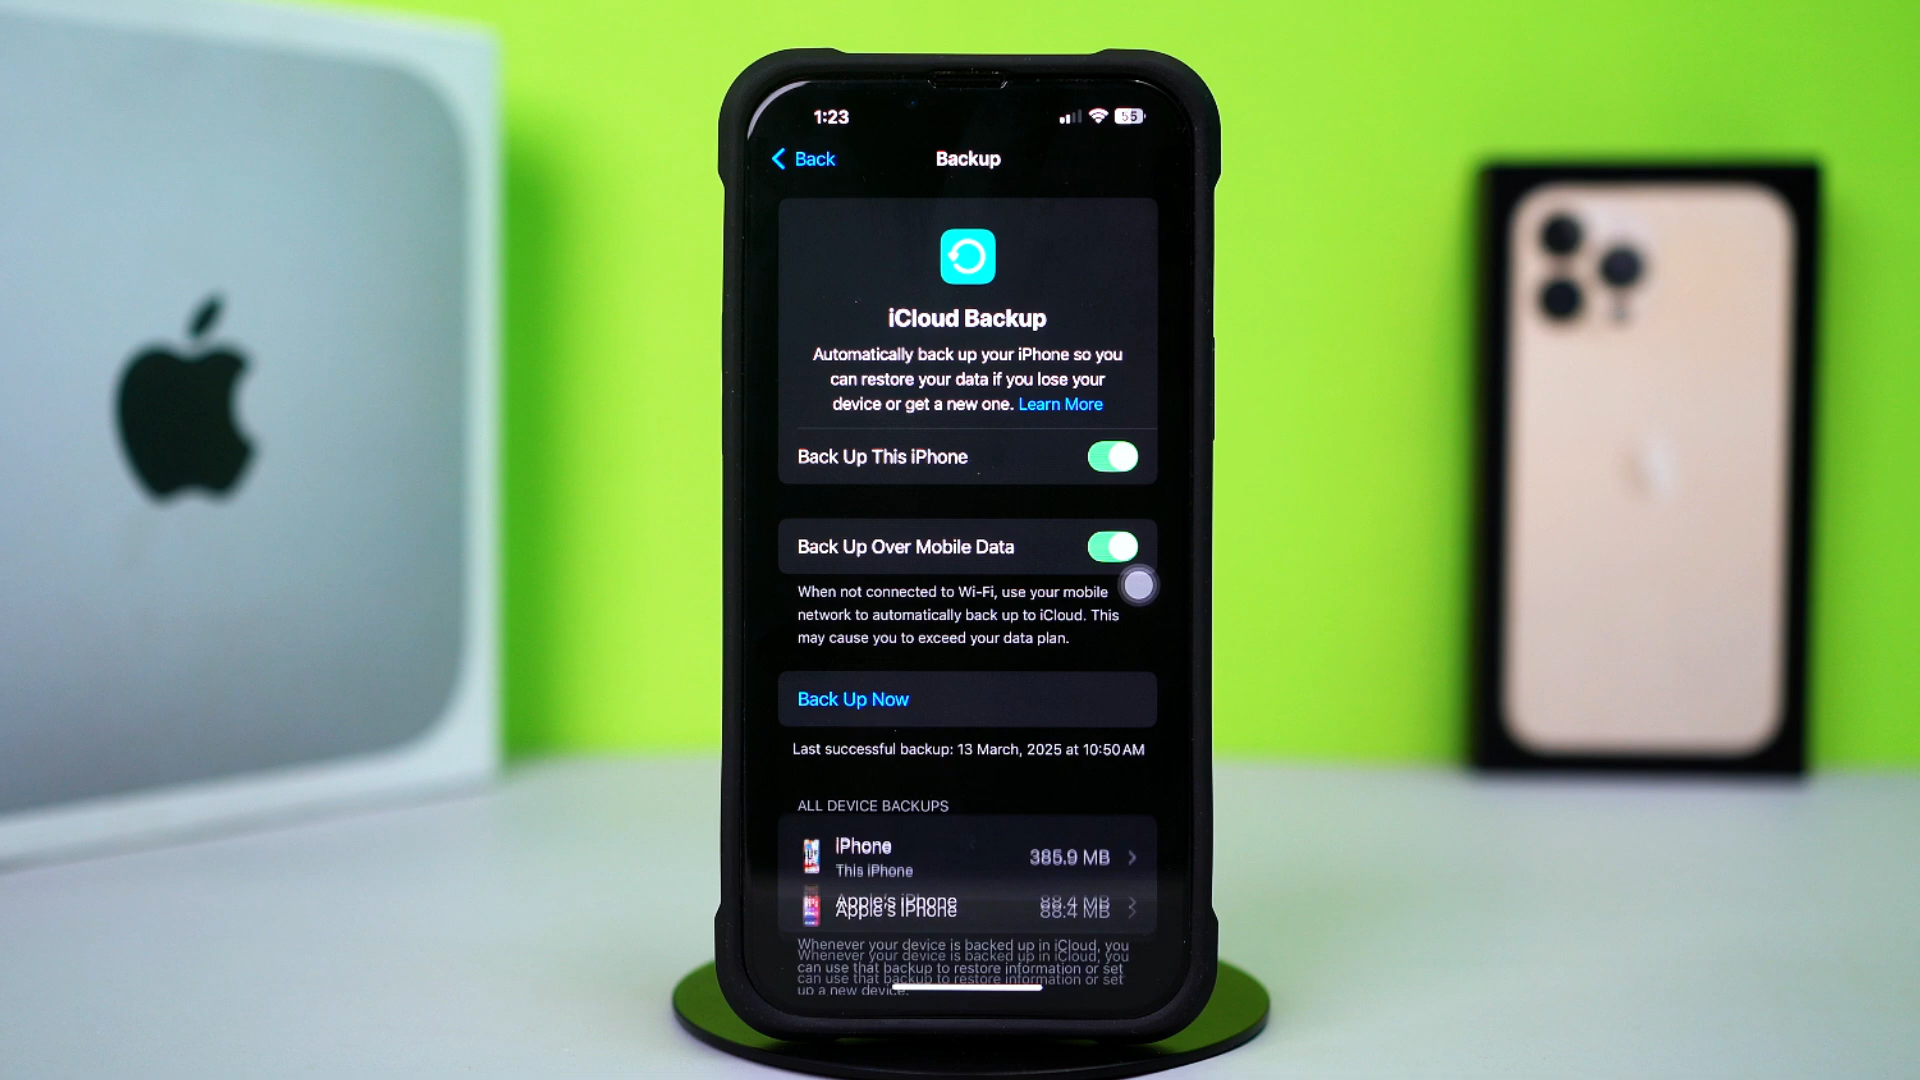 1:23
55
Back
Backup
iCloud Backup
Automatically back up your iPhone so you
can restore your data if you lose your
device or get a new one. Learn More
Back Up This iPhone
Back Up Over Mobile Data
When not connected to Wi-Fi, use your mobile
network to automatically back up to iCloud. This
may cause you to exceed your data plan.
Back Up Now
Last successful backup: 13 March, 2025 at 10:50 AM
ALL DEVICE BACKUPS
iPhone
385.9 MB
This iPhone
Apple's iPhone
88.4 MB
Whenever your device is backed up in iCloud, you
can use that backup to restore information or set
up a new device.